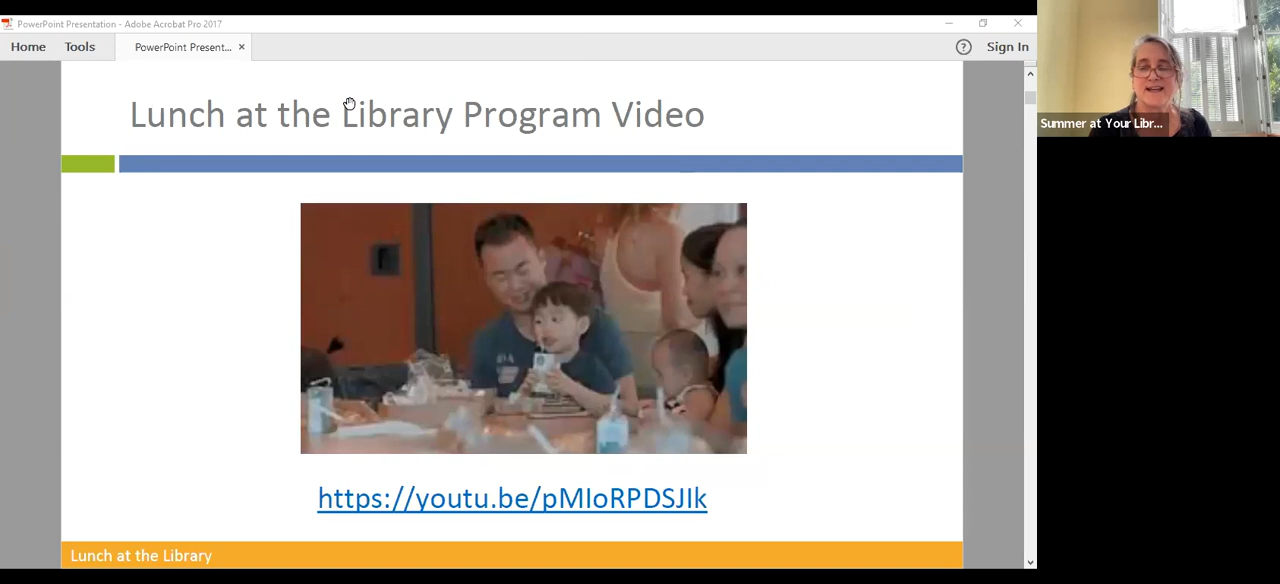 PowerPoint Presentation - Adobe Acrobat Pro 2017
Home Tools PowerPoint Present... × ? Sign In
Lunch at the Library Program Video
Summer at Your Libr...
https://youtu.be/pMIoRPDSJIk
Lunch at the Library